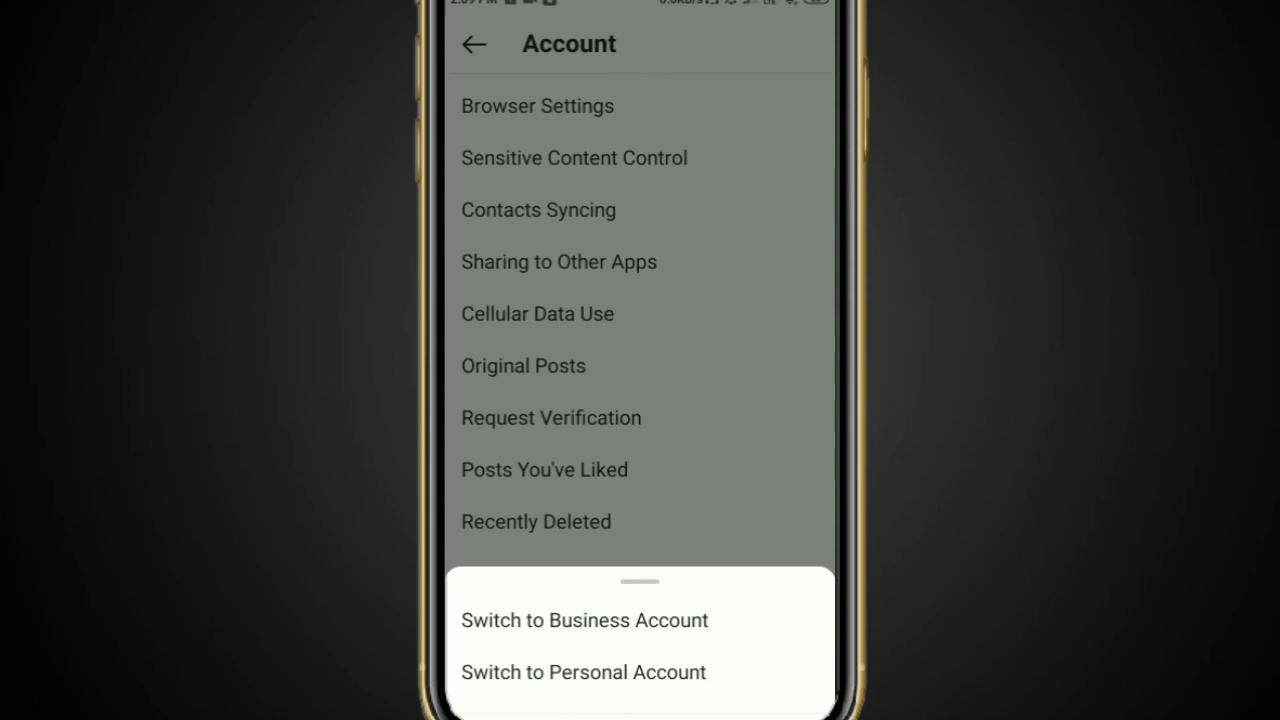 Account
Browser Settings
Sensitive Content Control
Contacts Syncing
Sharing to Other Apps
Cellular Data Use
Original Posts
Request Verification
Posts You've Liked
Recently Deleted
Switch to Business Account
Switch to Personal Account